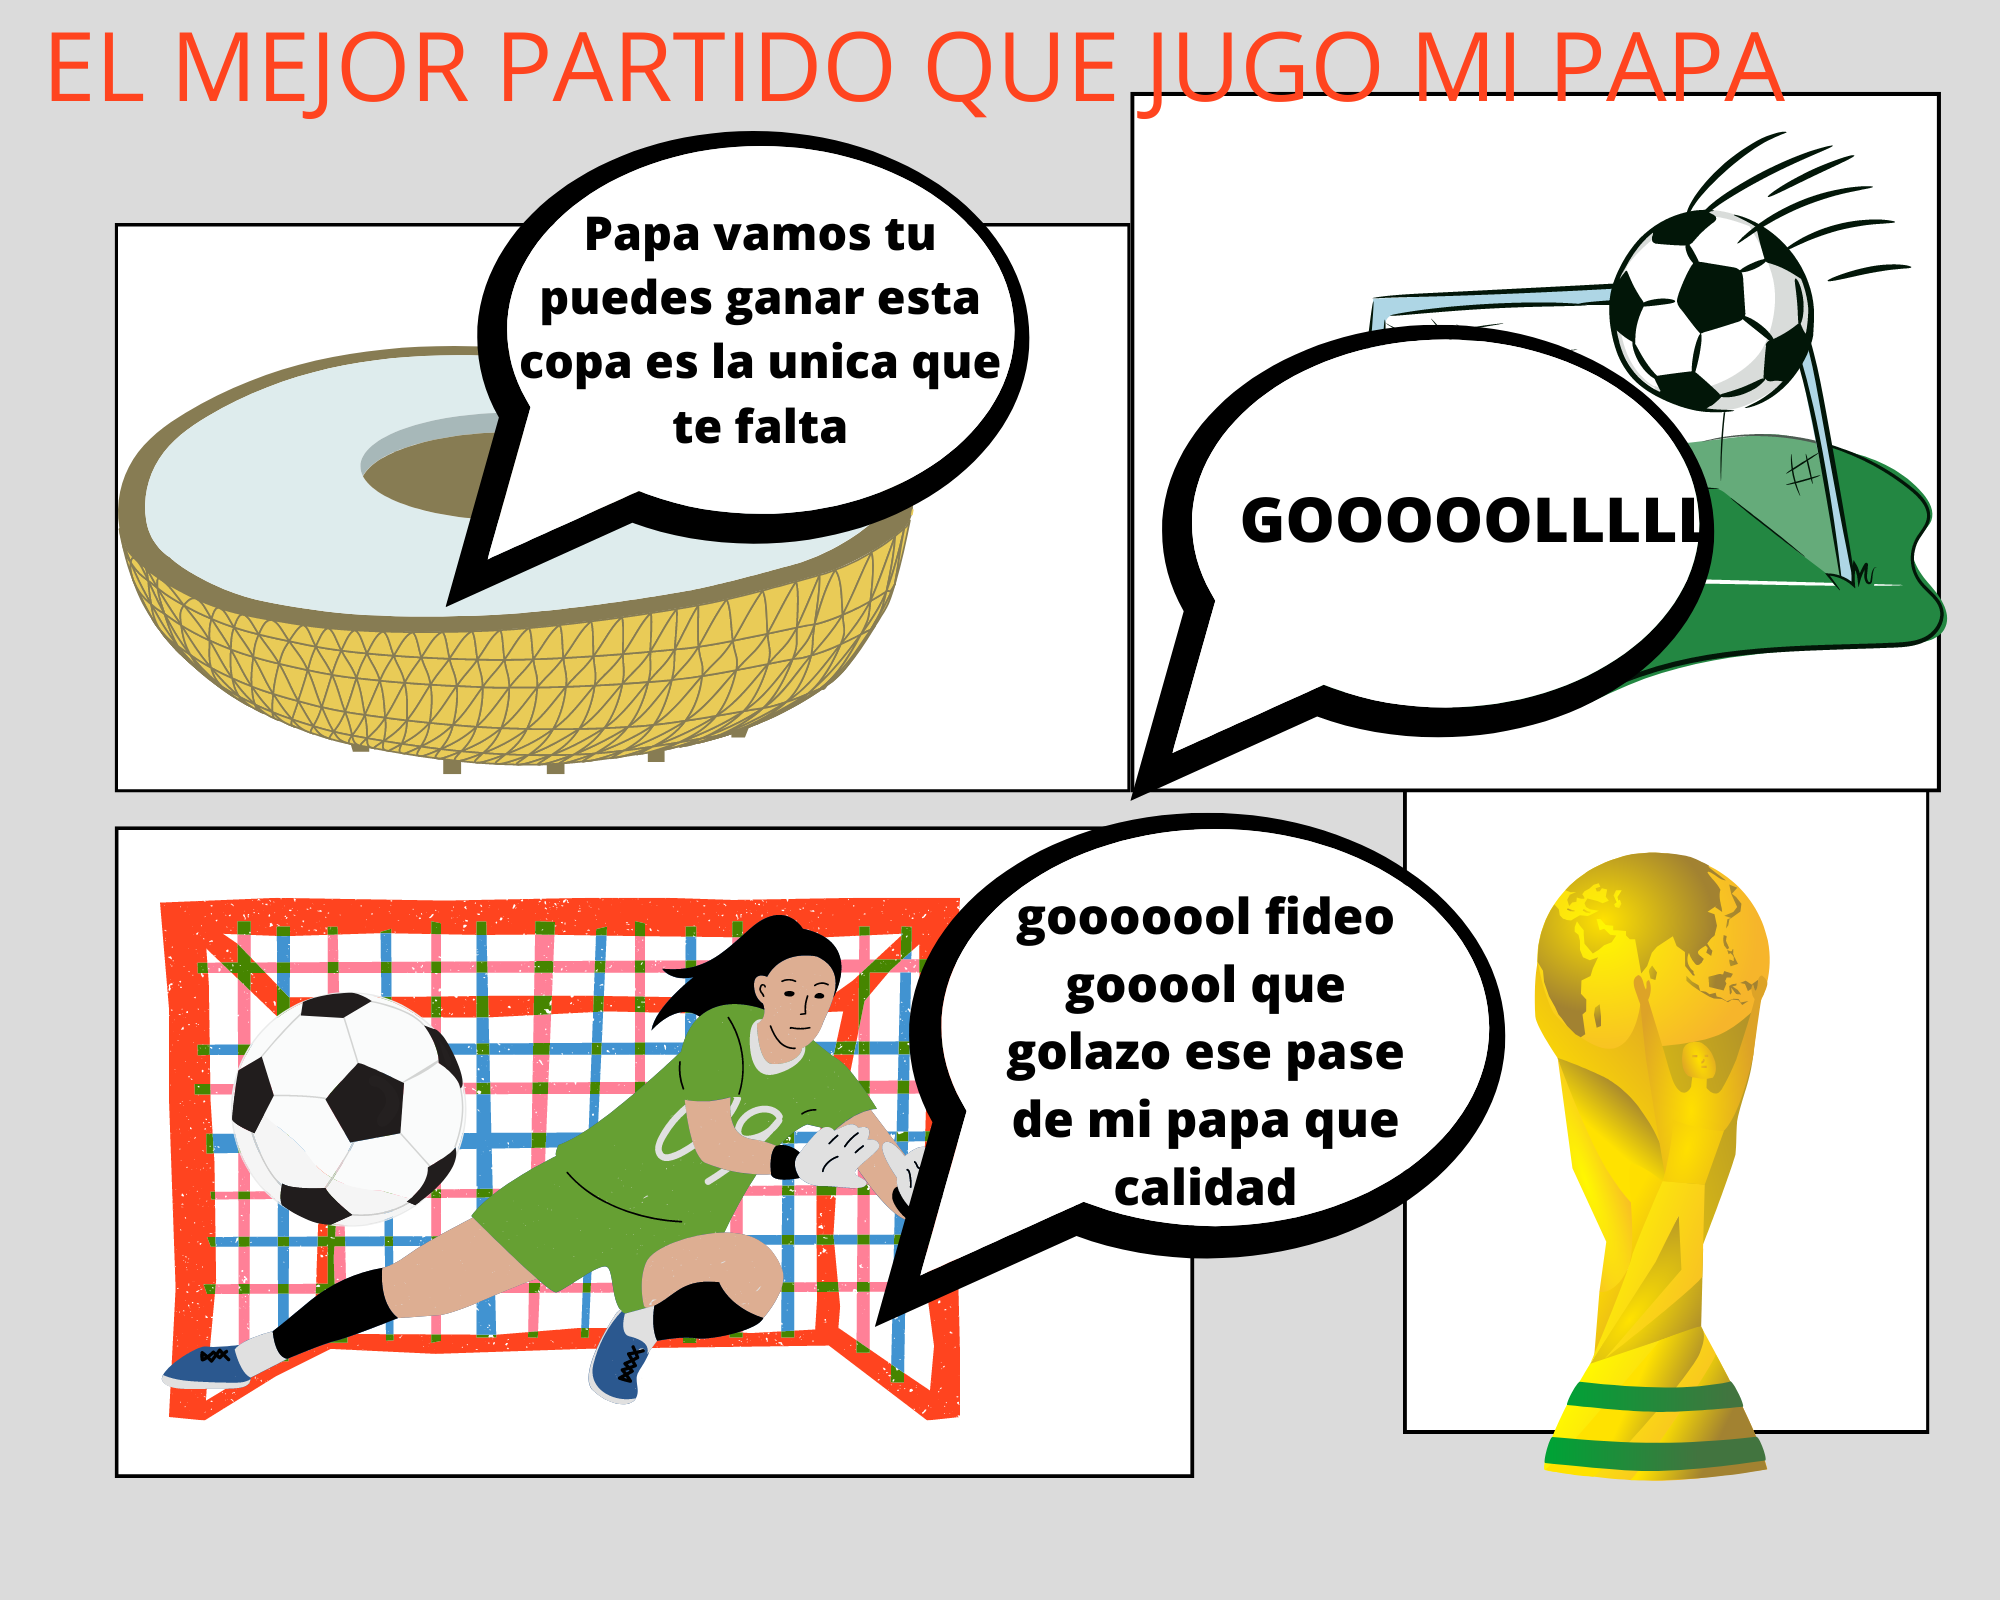 EL MEJOR PARTIDO QUE JUGO MI PAPA
Papa vamos tu
puedes ganar esta
copa es la unica que
te falta
GOOOOOLLLLL
gooooool fideo
gooool que
golazo ese pase
de mi papa que
calidad